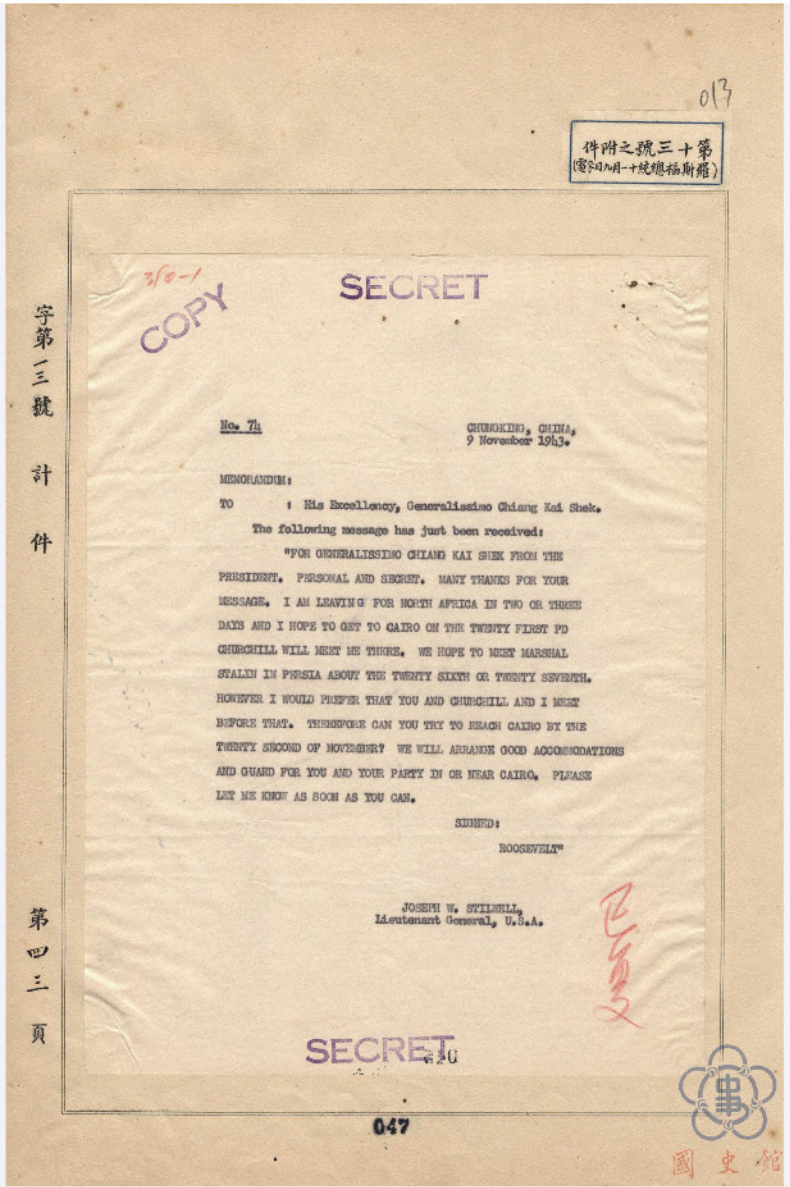 013
第十三號之附件
(羅斯福總統十一月九日來電)
字第一三號 計 件 第四三頁
350-1
COPY
SECRET
No. 74
CHUNGKING, CHINA,
9 November 1943.
MEMORANDUM:
TO : His Excellency, Generalissimo Chiang Kai Shek.
The following message has just been received:
"FOR GENERALISSIMO CHIANG KAI SHEK FROM THE
PRESIDENT. PERSONAL AND SECRET. MANY THANKS FOR YOUR
MESSAGE. I AM LEAVING FOR NORTH AFRICA IN TWO OR THREE
DAYS AND I HOPE TO GET TO CAIRO ON THE TWENTY FIRST PD
CHURCHILL WILL MEET ME THERE. WE HOPE TO MEET MARSHAL
STALIN IN PERSIA ABOUT THE TWENTY SIXTH OR TWENTY SEVENTH.
HOWEVER I WOULD PREFER THAT YOU AND CHURCHILL AND I MEET
BEFORE THAT. THEREFORE CAN YOU TRY TO REACH CAIRO BY THE
TWENTY SECOND OF NOVEMBER? WE WILL ARRANGE GOOD ACCOMMODATIONS
AND GUARD FOR YOU AND YOUR PARTY IN OR NEAR CAIRO. PLEASE
LET ME KNOW AS SOON AS YOU CAN.
SIGNED:
ROOSEVELT"
JOSEPH W. STILWELL,
Lieutenant General, U.S.A.
已复
SECRET
047
國史館